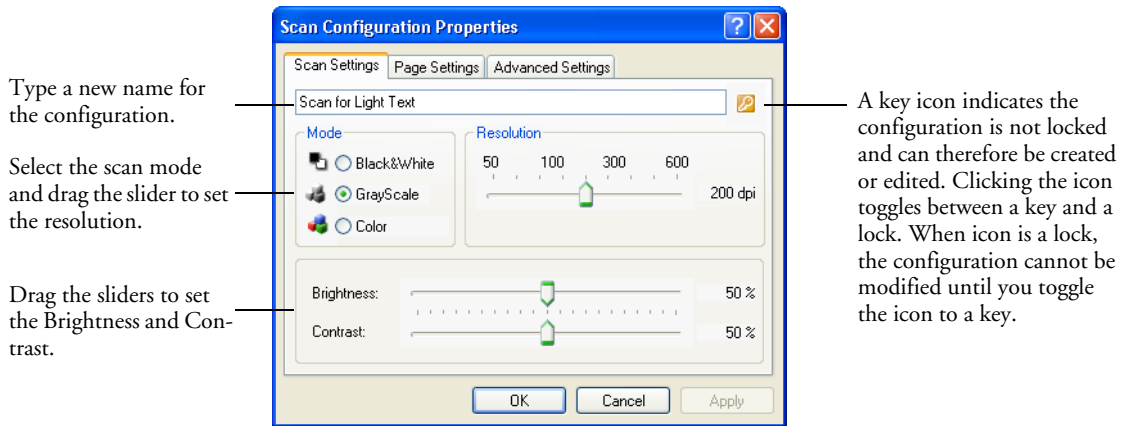 Scan Configuration Properties
Scan Settings Page Settings Advanced Settings
Type a new name for
the configuration.
Scan for Light Text
Select the scan mode
and drag the slider to set
the resolution.
Mode
Black&White
GrayScale
Color
Resolution
50 100 300 600
200 dpi
Drag the sliders to set
the Brightness and Con-
trast.
Brightness: 50 %
Contrast: 50 %
OK Cancel Apply
A key icon indicates the
configuration is not locked
and can therefore be created
or edited. Clicking the icon
toggles between a key and a
lock. When icon is a lock,
the configuration cannot be
modified until you toggle
the icon to a key.